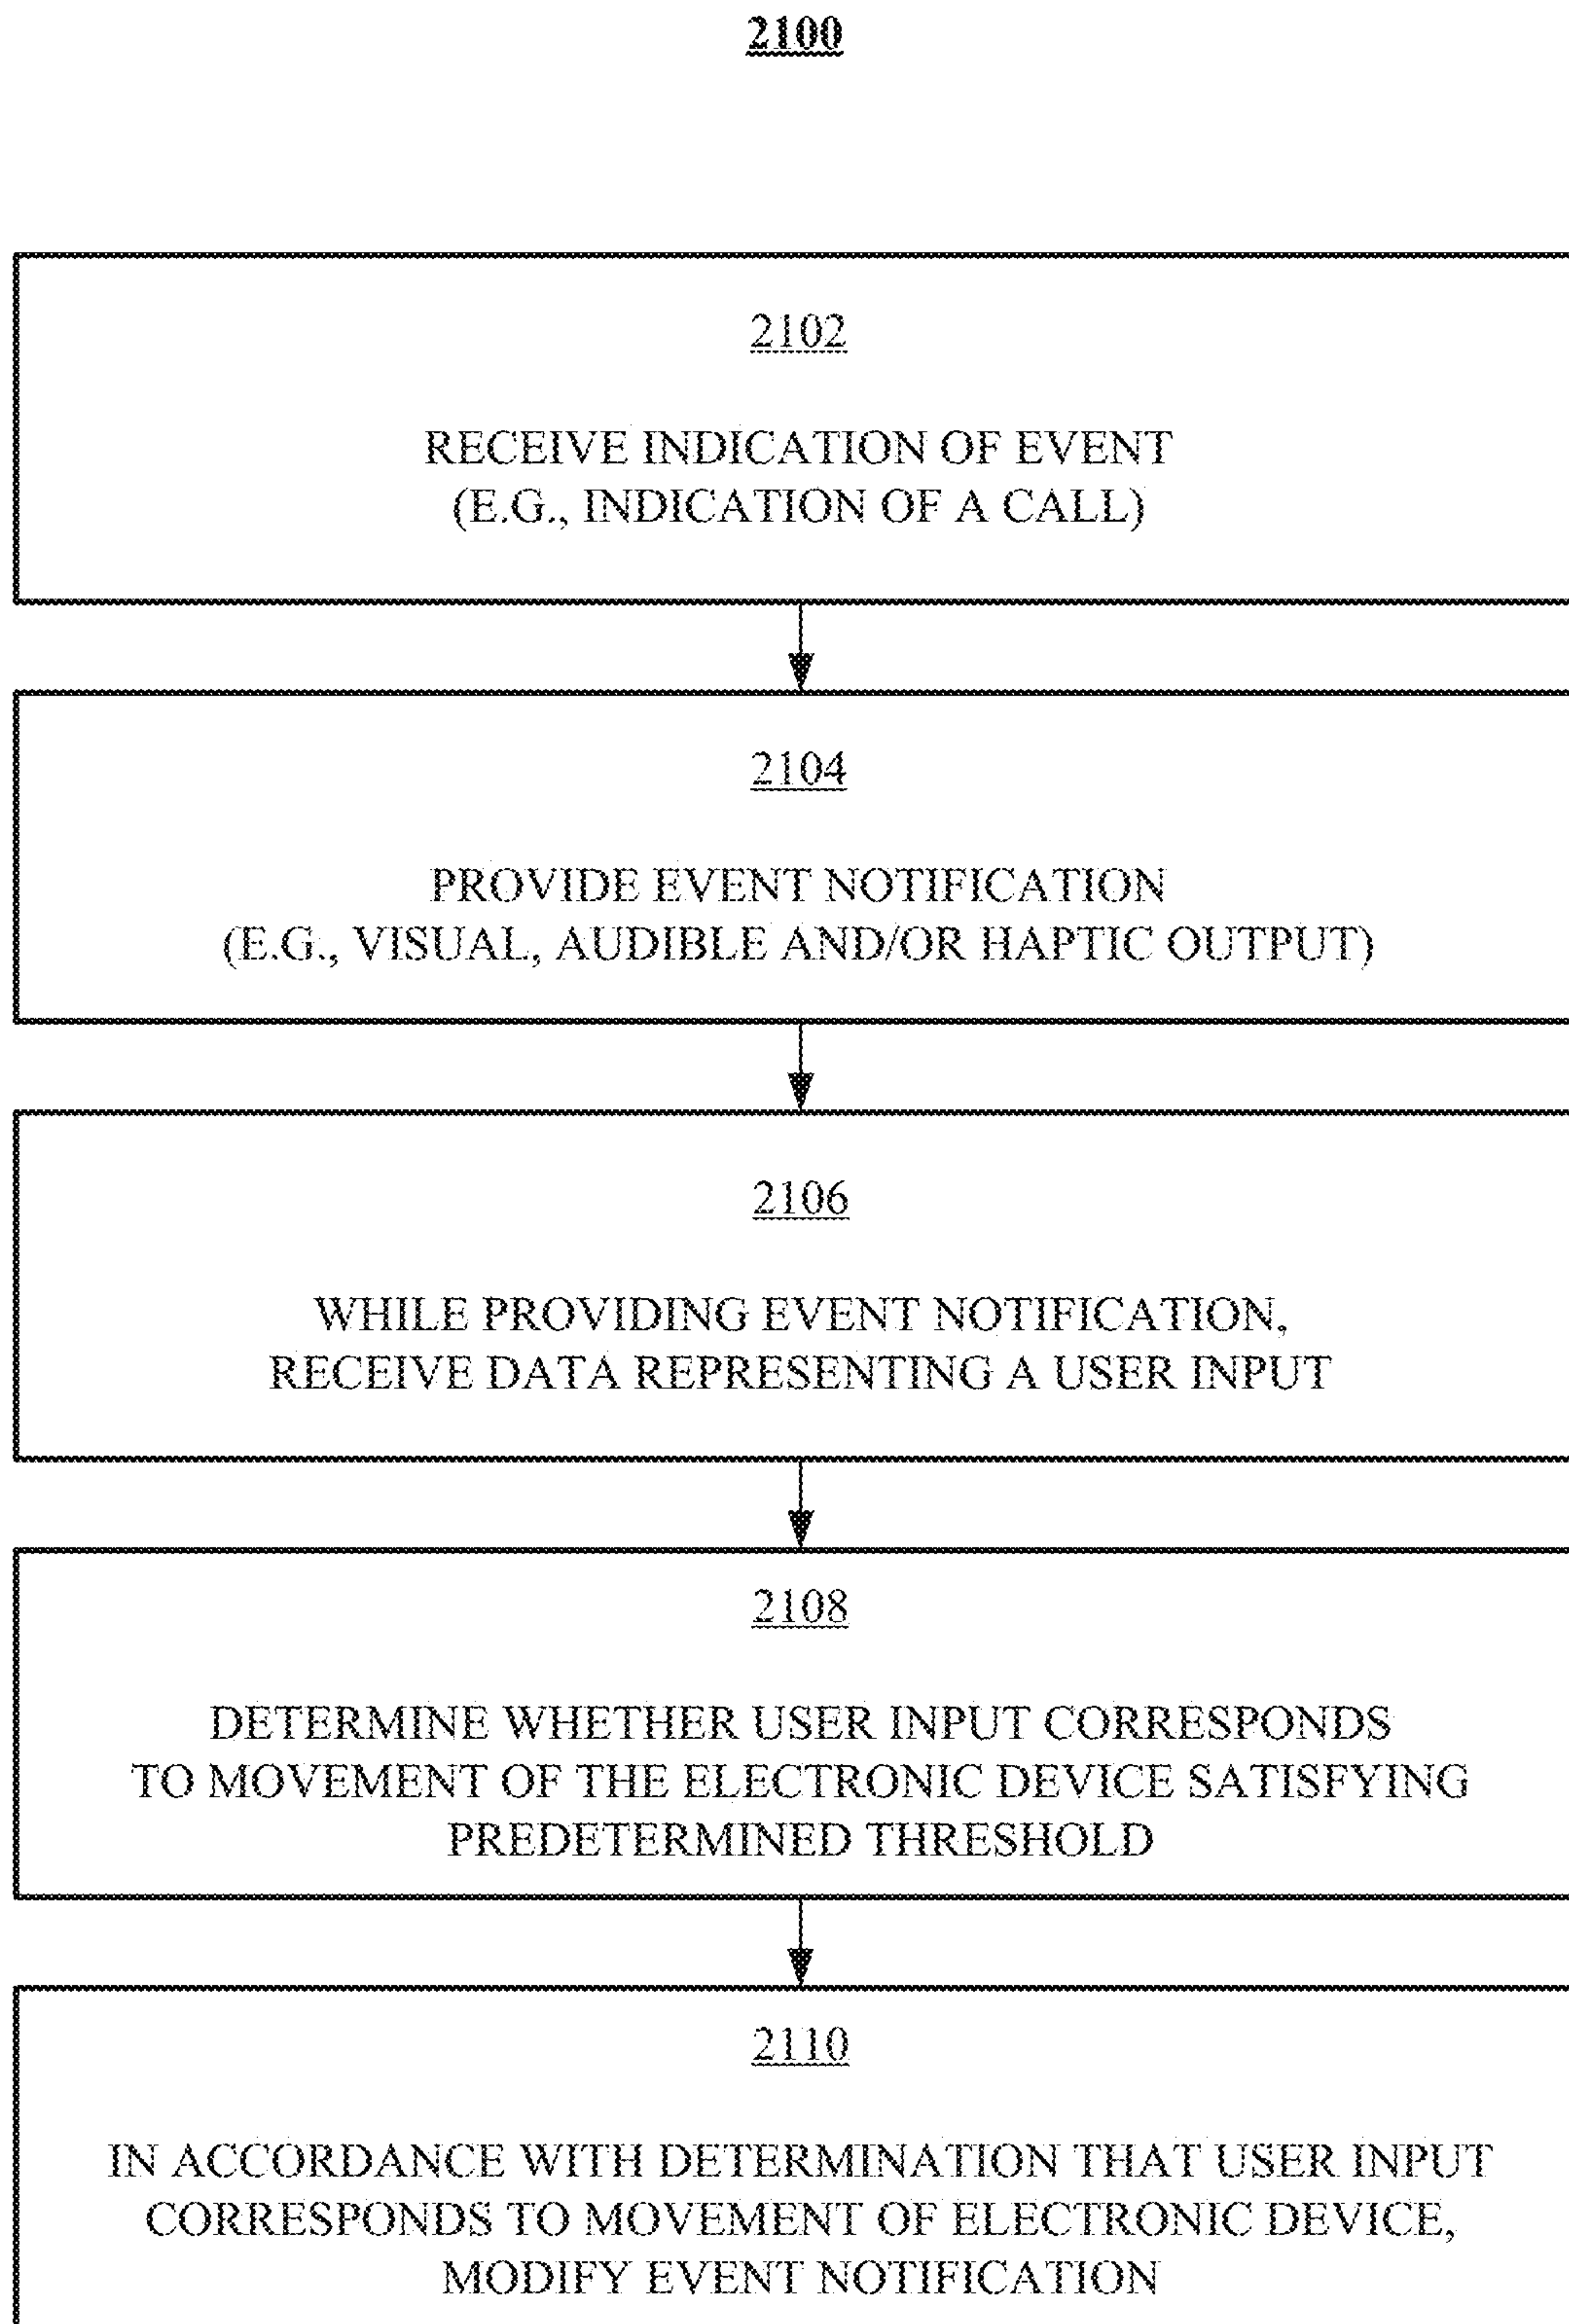 2100
2102
RECEIVE INDICATION OF EVENT
(E.G., INDICATION OF A CALL)
2104
PROVIDE EVENT NOTIFICATION
(E.G., VISUAL, AUDIBLE AND/OR HAPTIC OUTPUT)
2106
WHILE PROVIDING EVENT NOTIFICATION,
RECEIVE DATA REPRESENTING A USER INPUT
2108
DETERMINE WHETHER USER INPUT CORRESPONDS
TO MOVEMENT OF THE ELECTRONIC DEVICE SATISFYING
PREDETERMINED THRESHOLD
2110
IN ACCORDANCE WITH DETERMINATION THAT USER INPUT
CORRESPONDS TO MOVEMENT OF ELECTRONIC DEVICE,
MODIFY EVENT NOTIFICATION